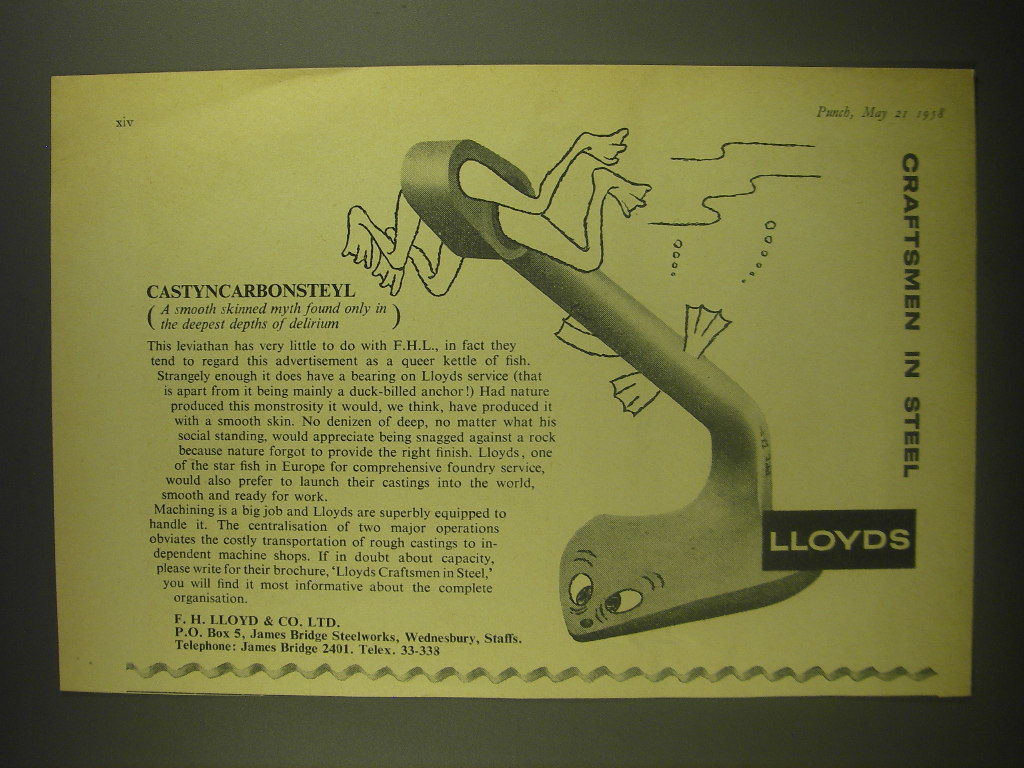 xiv
Punch, May 21 1958
CRAFTSMEN IN STEEL
CASTYNCARBONSTEYL
( A smooth skinned myth found only in
the deepest depths of delirium )
This leviathan has very little to do with F.H.L., in fact they
tend to regard this advertisement as a queer kettle of fish.
Strangely enough it does have a bearing on Lloyds service (that
is apart from it being mainly a duck-billed anchor!) Had nature
produced this monstrosity it would, we think, have produced it
with a smooth skin. No denizen of deep, no matter what his
social standing, would appreciate being snagged against a rock
because nature forgot to provide the right finish. Lloyds, one
of the star fish in Europe for comprehensive foundry service,
would also prefer to launch their castings into the world,
smooth and ready for work.
Machining is a big job and Lloyds are superbly equipped to
handle it. The centralisation of two major operations
obviates the costly transportation of rough castings to in-
dependent machine shops. If in doubt about capacity,
please write for their brochure, 'Lloyds Craftsmen in Steel,'
you will find it most informative about the complete
organisation.
F. H. LLOYD & CO. LTD.
P.O. Box 5, James Bridge Steelworks, Wednesbury, Staffs.
Telephone: James Bridge 2401. Telex. 33-338
LLOYDS